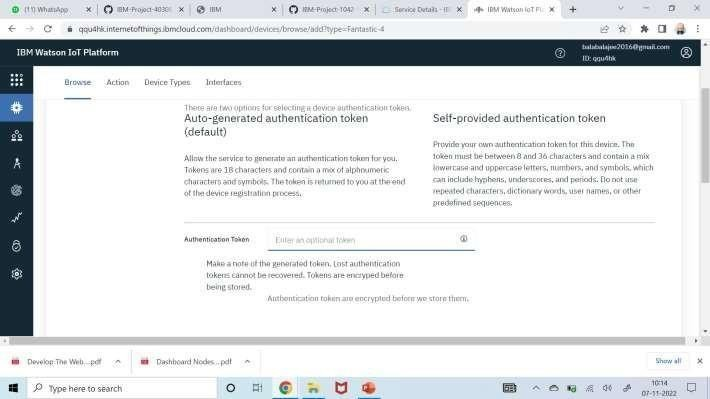 (11) WhatsApp
IBM-Project-4030
IBM
IBM-Project-1042
Service Details - IB
IBM Watson IoT Pl
qqu4hk.internetofthings.ibmcloud.com/dashboard/devices/browse/add?type=Fantastic-4
IBM Watson IoT Platform
balabalajee2016@gmail.com
ID: qqu4hk
Browse
Action
Device Types
Interfaces
There are two options for selecting a device authentication token.
Auto-generated authentication token
(default)
Allow the service to generate an authentication token for you.
Tokens are 18 characters and contain a mix of alphnumeric
characters and symbols. The token is returned to you at the end
of the device registration process.
Self-provided authentication token
Provide your own authentication token for this device. The
token must be between 8 and 36 characters and contain a mix
lowercase and uppercase letters, numbers, and symbols, which
can include hyphens, underscores, and periods. Do not use
repeated characters, dictionary words, user names, or other
predefined sequences.
Authentication Token
Enter an optional token
Make a note of the generated token. Lost authentication
tokens cannot be recovered. Tokens are encryped before
being stored.
Authentication token are encrypted before we store them.
Develop The Web...pdf
Dashboard Nodes...pdf
Show all
Type here to search
10:14
07-11-2022